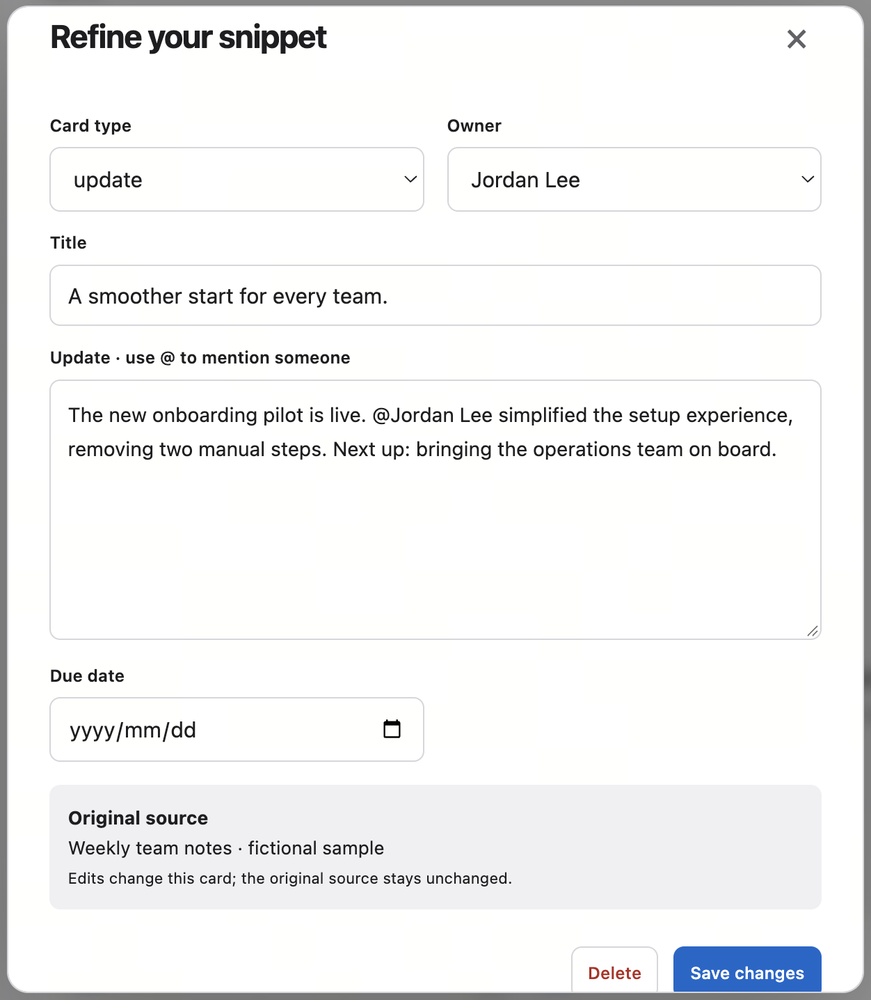 Refine your snippet
Card type
Owner
update
Jordan Lee
Title
A smoother start for every team.
Update · use @ to mention someone
The new onboarding pilot is live. @Jordan Lee simplified the setup experience,
removing two manual steps. Next up: bringing the operations team on board.
Due date
yyyy/mm/dd
Original source
Weekly team notes · fictional sample
Edits change this card; the original source stays unchanged.
Delete
Save changes